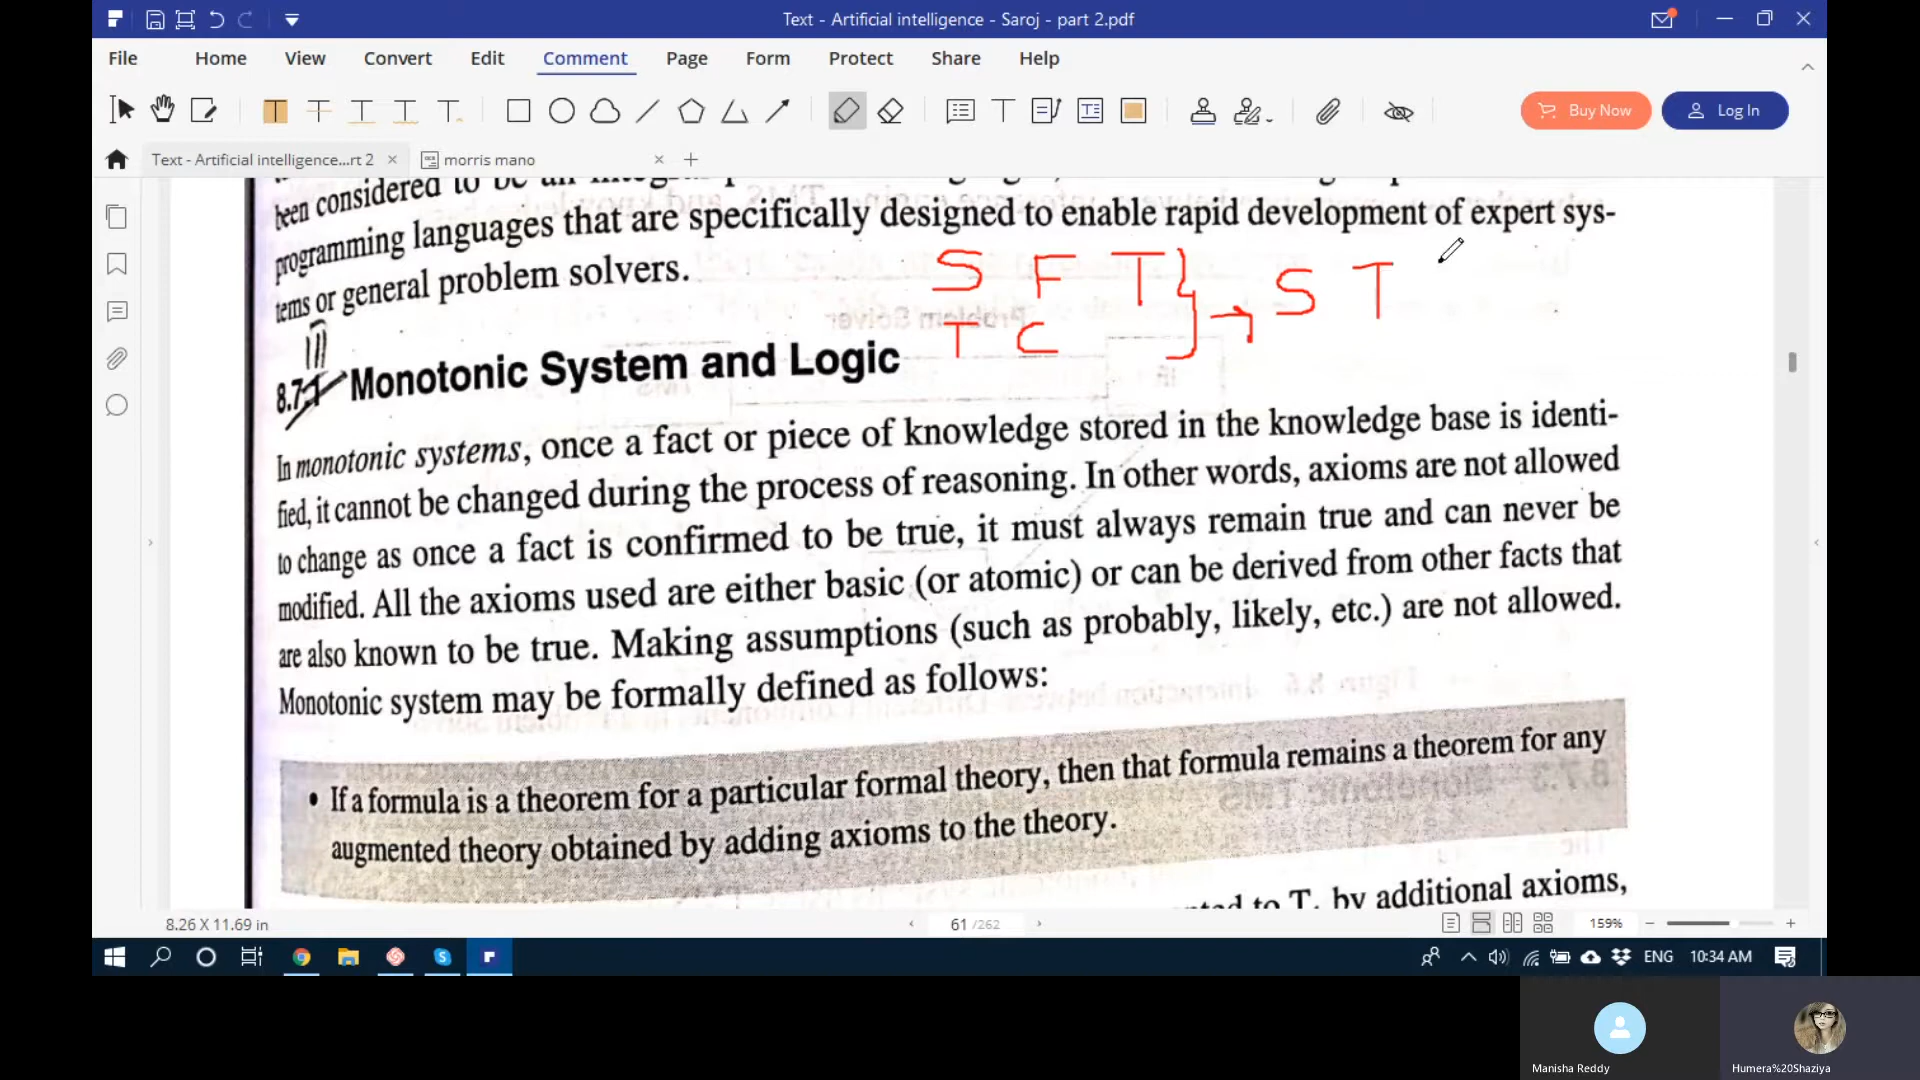 Text - Artificial intelligence - Saroj - part 2.pdf
File Home View Convert Edit Comment Page Form Protect Share Help
Buy Now Log In
Text - Artificial intelligence...rt 2 × morris mano × +
been considered to be an
programming languages that are specifically designed to enable rapid development of expert sys-
tems or general problem solvers.
S F T } → S T
T C
8.7.1 Monotonic System and Logic
In monotonic systems, once a fact or piece of knowledge stored in the knowledge base is identi-
fied, it cannot be changed during the process of reasoning. In other words, axioms are not allowed
to change as once a fact is confirmed to be true, it must always remain true and can never be
modified. All the axioms used are either basic (or atomic) or can be derived from other facts that
are also known to be true. Making assumptions (such as probably, likely, etc.) are not allowed.
Monotonic system may be formally defined as follows:
• If a formula is a theorem for a particular formal theory, then that formula remains a theorem for any
augmented theory obtained by adding axioms to the theory.
to T, by additional axioms,
8.26 X 11.69 in 61 /262 159%
ENG 10:34 AM
Manisha Reddy Humera%20Shaziya